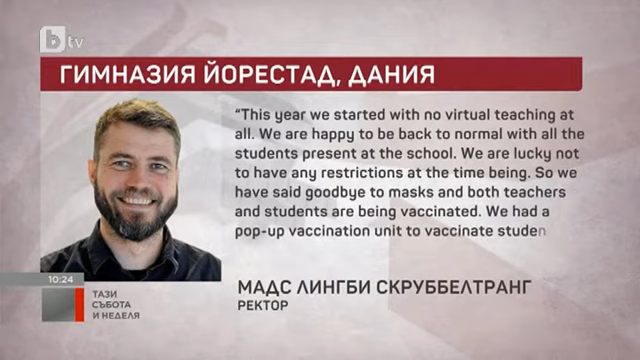 btv
ГИМНАЗИЯ ЙОРЕСТАД, ДАНИЯ
“This year we started with no virtual teaching at
all. We are happy to be back to normal with all the
students present at the school. We are lucky not
to have any restrictions at the time being. So we
have said goodbye to masks and both teachers
and students are being vaccinated. We had a
pop-up vaccination unit to vaccinate studen
МАДС ЛИНГБИ СКРУББЕЛТРАНГ
РЕКТОР
10:24
ТАЗИ
СЪБОТА
И НЕДЕЛЯ